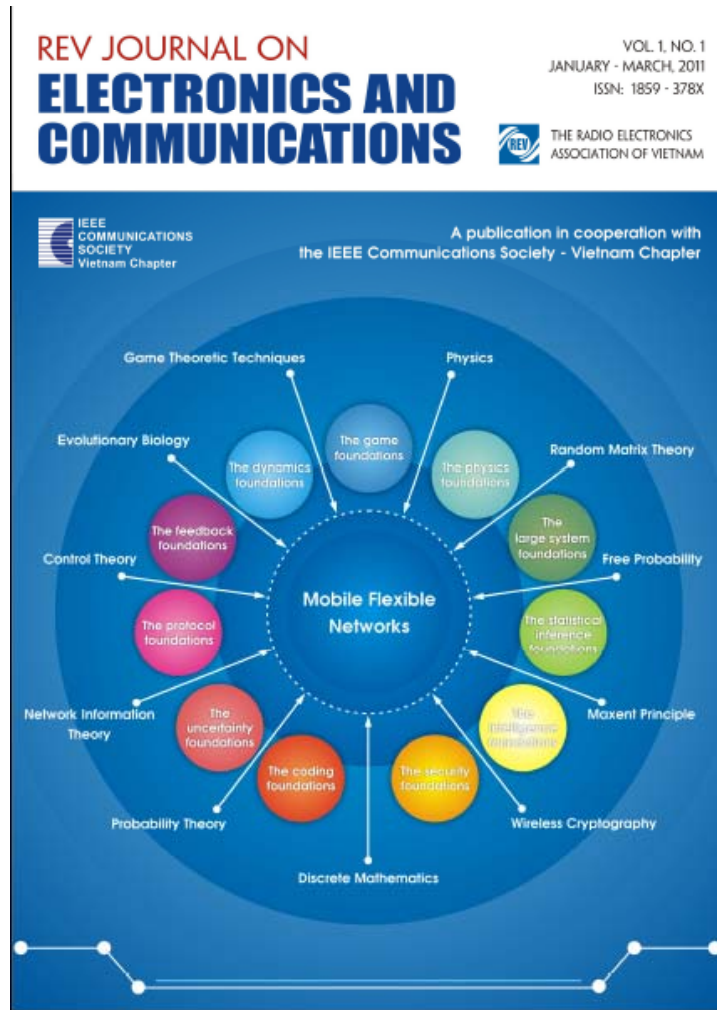 REV JOURNAL ON
ELECTRONICS AND
COMMUNICATIONS
VOL. 1, NO. 1
JANUARY - MARCH, 2011
ISSN: 1859 - 378X
REV
THE RADIO ELECTRONICS
ASSOCIATION OF VIETNAM
IEEE
COMMUNICATIONS
SOCIETY
Vietnam Chapter
A publication in cooperation with
the IEEE Communications Society - Vietnam Chapter
Game Theoretic Techniques
Physics
Evolutionary Biology
The dynamics
foundations
The game
foundations
The physics
foundations
Random Matrix Theory
The feedback
foundations
The
large system
foundations
Control Theory
Free Probability
Mobile Flexible
Networks
The protocol
foundations
The statistical
inference
foundations
Network Information
Theory
Maxent Principle
The
uncertainty
foundations
The
intelligence
foundations
The coding
foundations
The security
foundations
Probability Theory
Wireless Cryptography
Discrete Mathematics